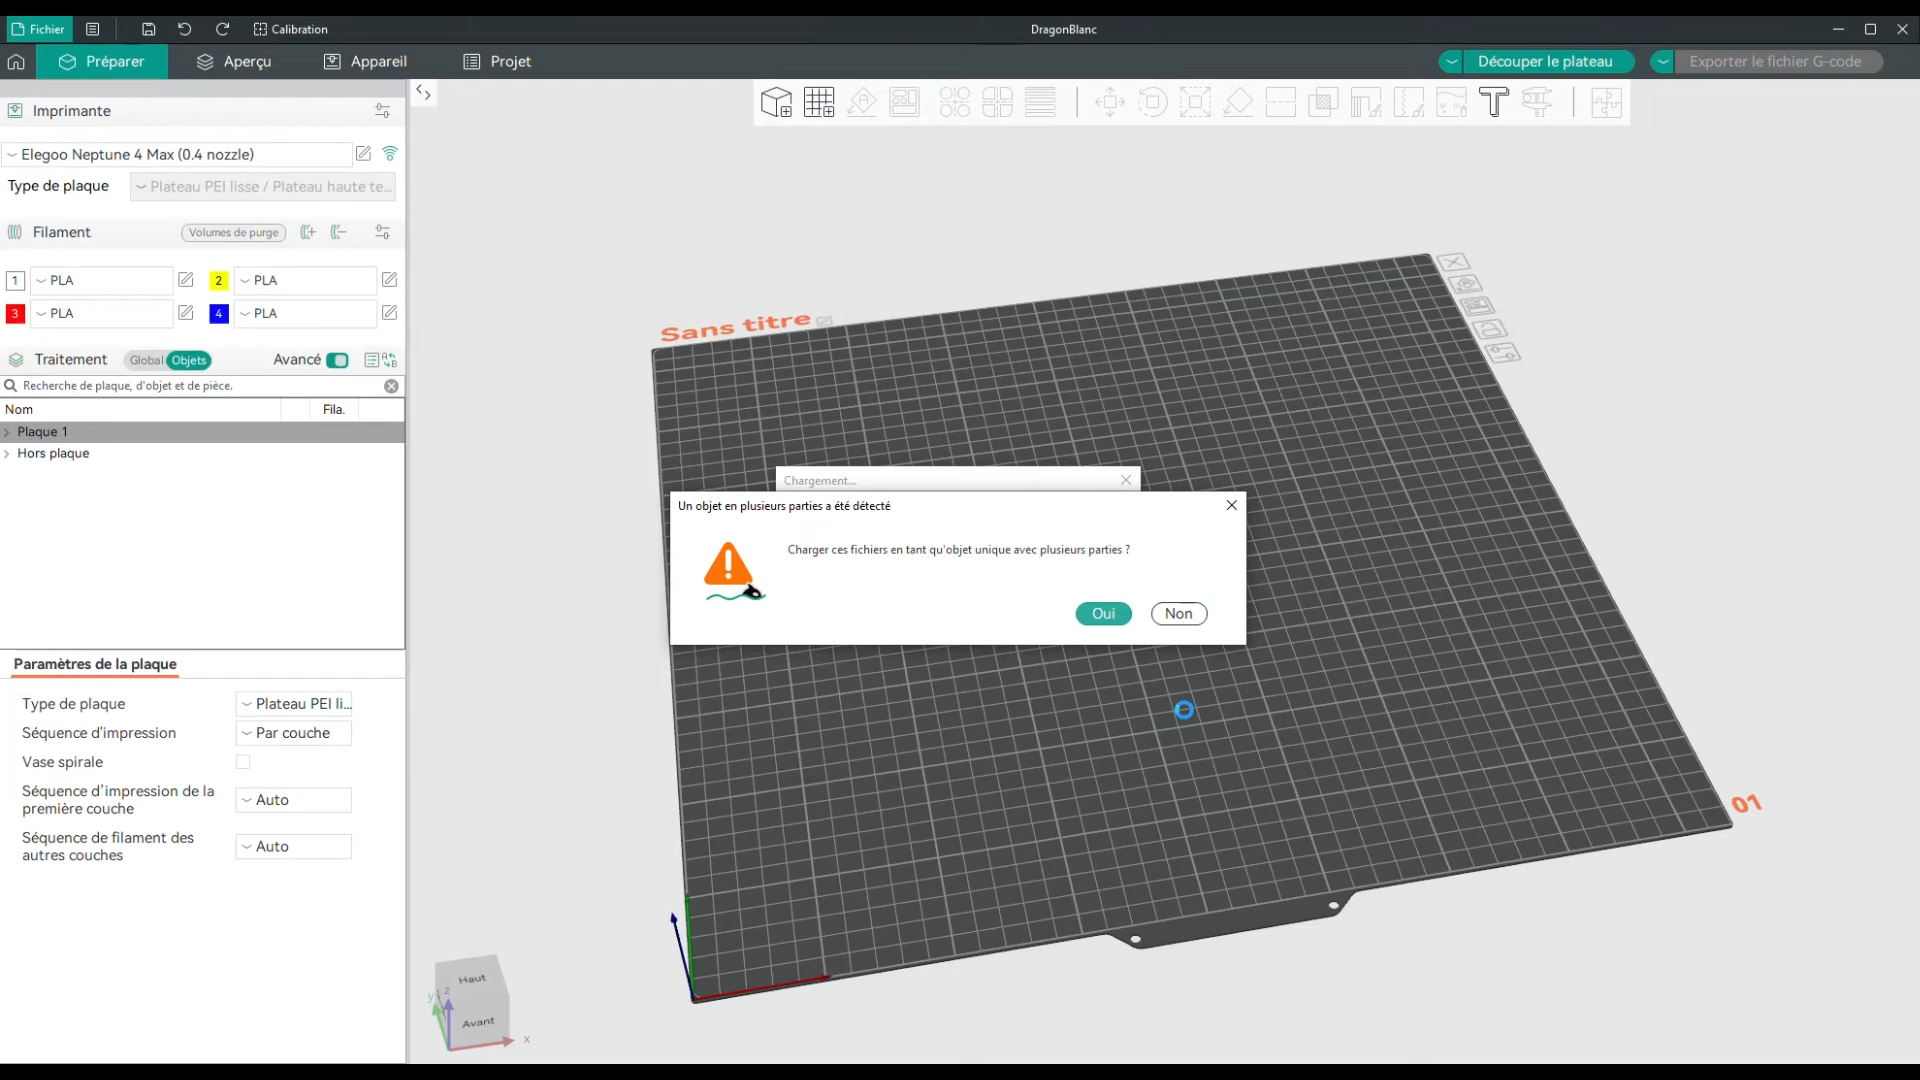 Fichier
Calibration
DragonBlanc
Préparer
Aperçu
Appareil
Projet
Découper le plateau
Exporter le fichier G-code
Imprimante
Elegoo Neptune 4 Max (0.4 nozzle)
Type de plaque
Plateau PEI lisse / Plateau haute te...
Filament
Volumes de purge
1 PLA
2 PLA
3 PLA
4 PLA
Traitement
Global Objets
Avancé
Recherche de plaque, d'objet et de pièce.
Nom
Fila.
Plaque 1
Hors plaque
Paramètres de la plaque
Type de plaque
Plateau PEI li...
Séquence d'impression
Par couche
Vase spirale
Séquence d'impression de la
première couche
Auto
Séquence de filament des
autres couches
Auto
Sans titre
Chargement...
Un objet en plusieurs parties a été détecté
Charger ces fichiers en tant qu'objet unique avec plusieurs parties ?
Oui
Non
01
Haut
Avant
y
z
x